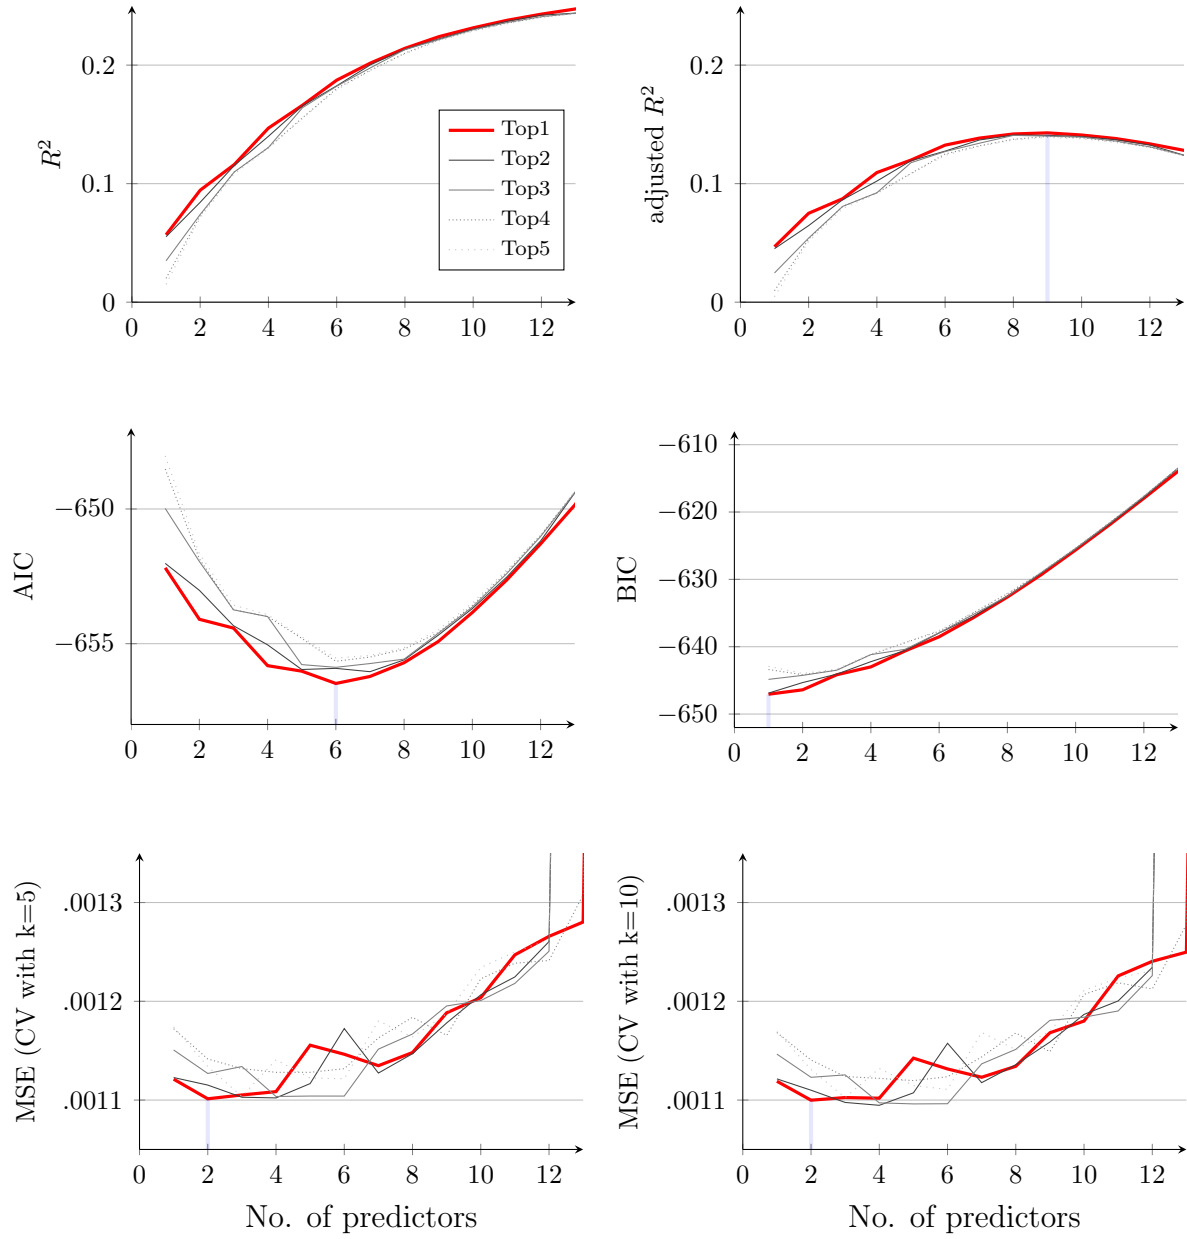 R²
0.2
0.1
0
0 2 4 6 8 10 12
Top1
Top2
Top3
Top4
Top5
adjusted R²
0.2
0.1
0
0 2 4 6 8 10 12
AIC
−650
−655
0 2 4 6 8 10 12
BIC
−610
−620
−630
−640
−650
0 2 4 6 8 10 12
MSE (CV with k=5)
.0013
.0012
.0011
0 2 4 6 8 10 12
No. of predictors
MSE (CV with k=10)
.0013
.0012
.0011
0 2 4 6 8 10 12
No. of predictors